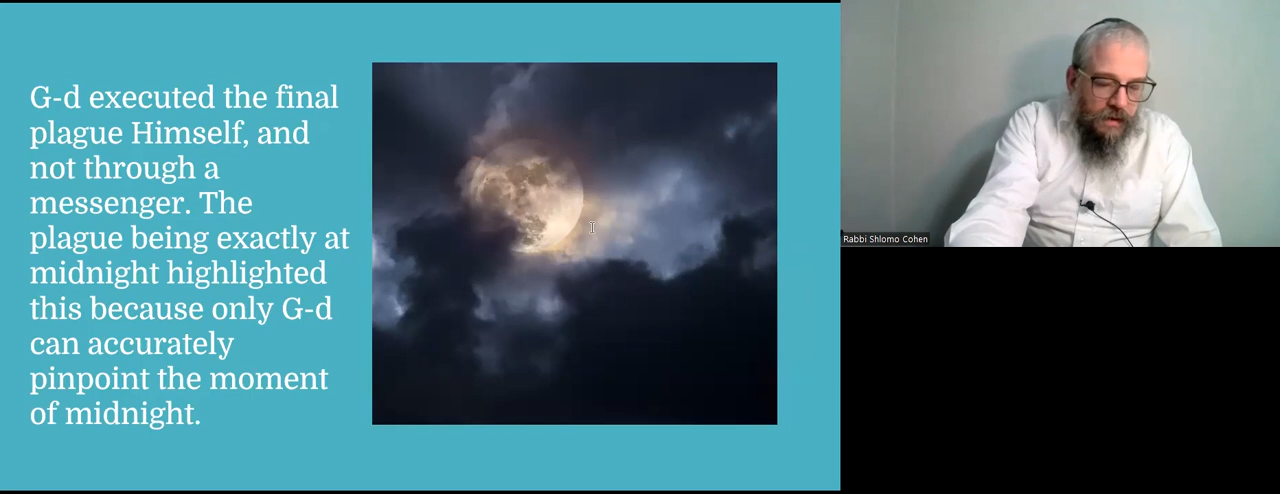 G-d executed the final
plague Himself, and
not through a
messenger. The
plague being exactly at
midnight highlighted
this because only G-d
can accurately
pinpoint the moment
of midnight.
Rabbi Shlomo Cohen